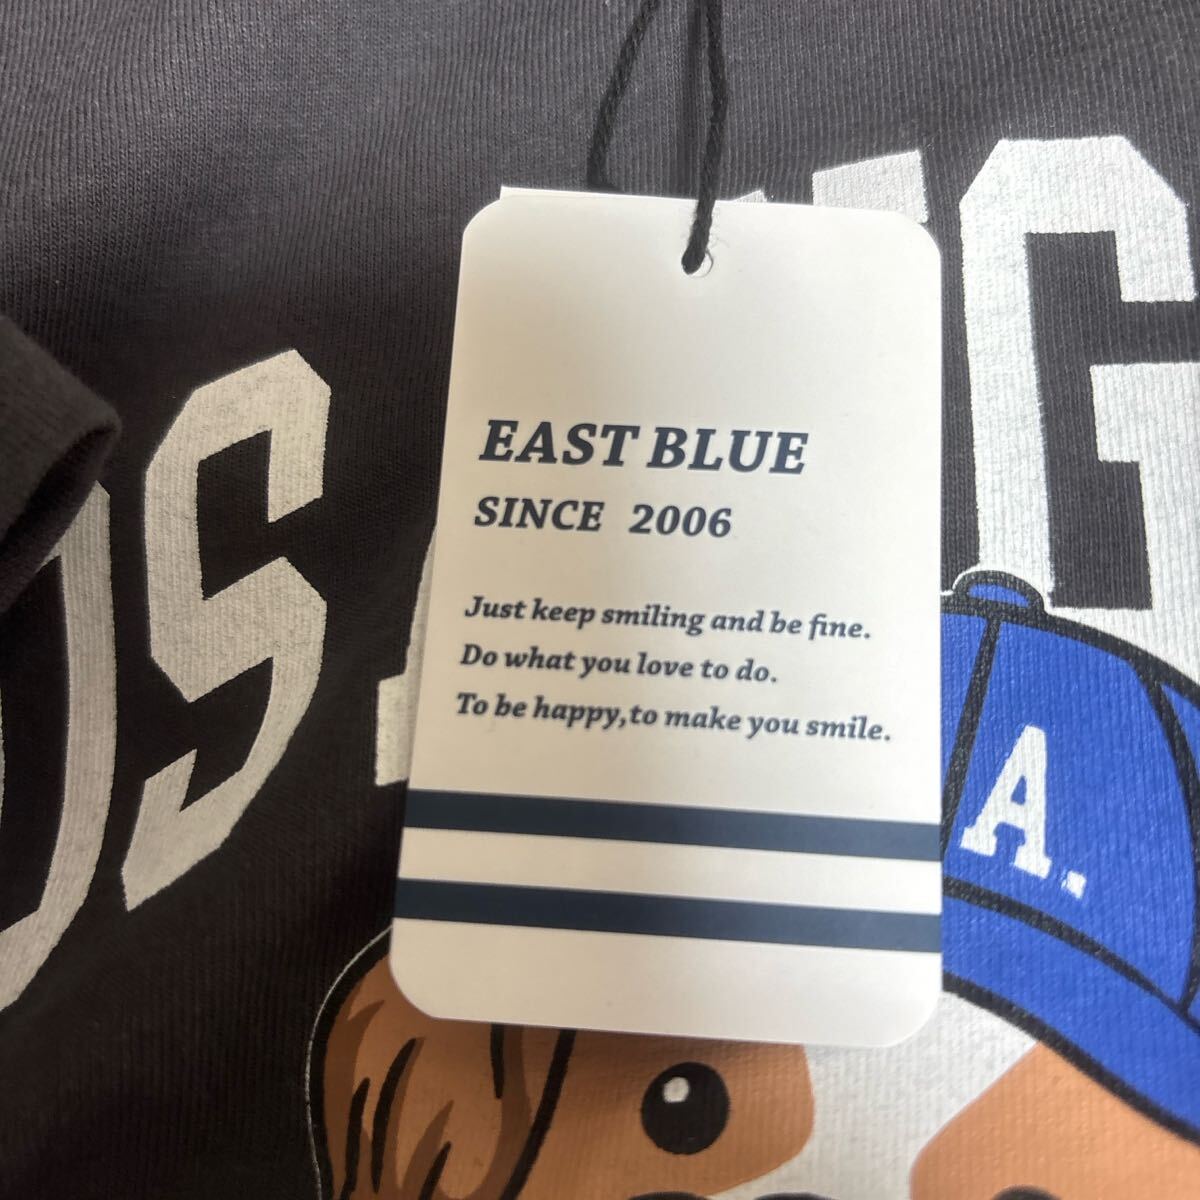 EAST BLUE
SINCE 2006
Just keep smiling and be fine.
Do what you love to do.
To be happy,to make you smile.
A.